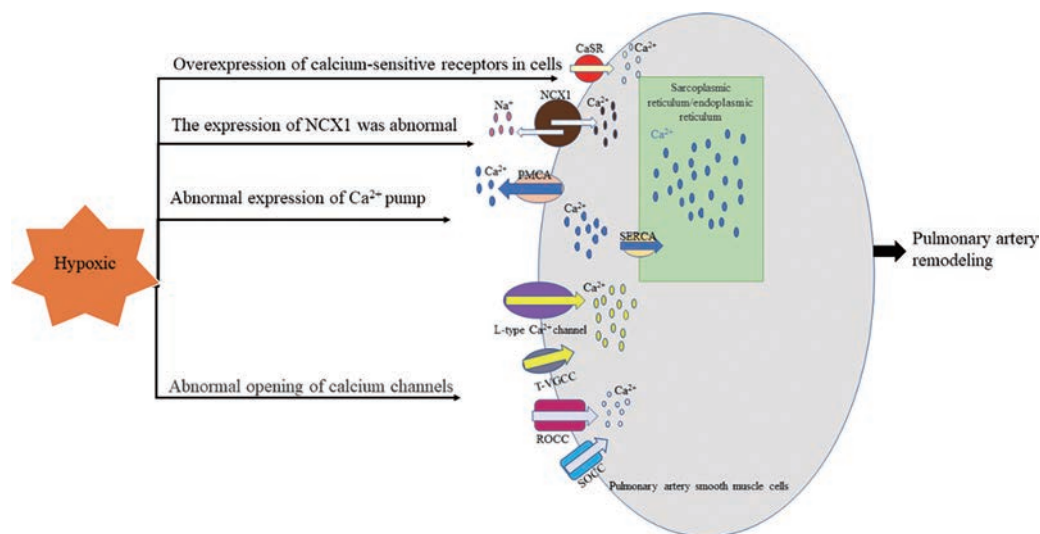 CaSR
Ca²⁺
Overexpression of calcium-sensitive receptors in cells
Sarcoplasmic
reticulum/endoplasmic
reticulum
NCX1
Na⁺
Ca²⁺
The expression of NCX1 was abnormal
Ca²⁺
Ca²⁺
PMCA
Abnormal expression of Ca²⁺ pump
Ca²⁺
SERCA
Hypoxic
Pulmonary artery
remodeling
Ca²⁺
L-type Ca²⁺ channel
T-VGCC
Abnormal opening of calcium channels
Ca²⁺
ROCC
SOCC
Pulmonary artery smooth muscle cells